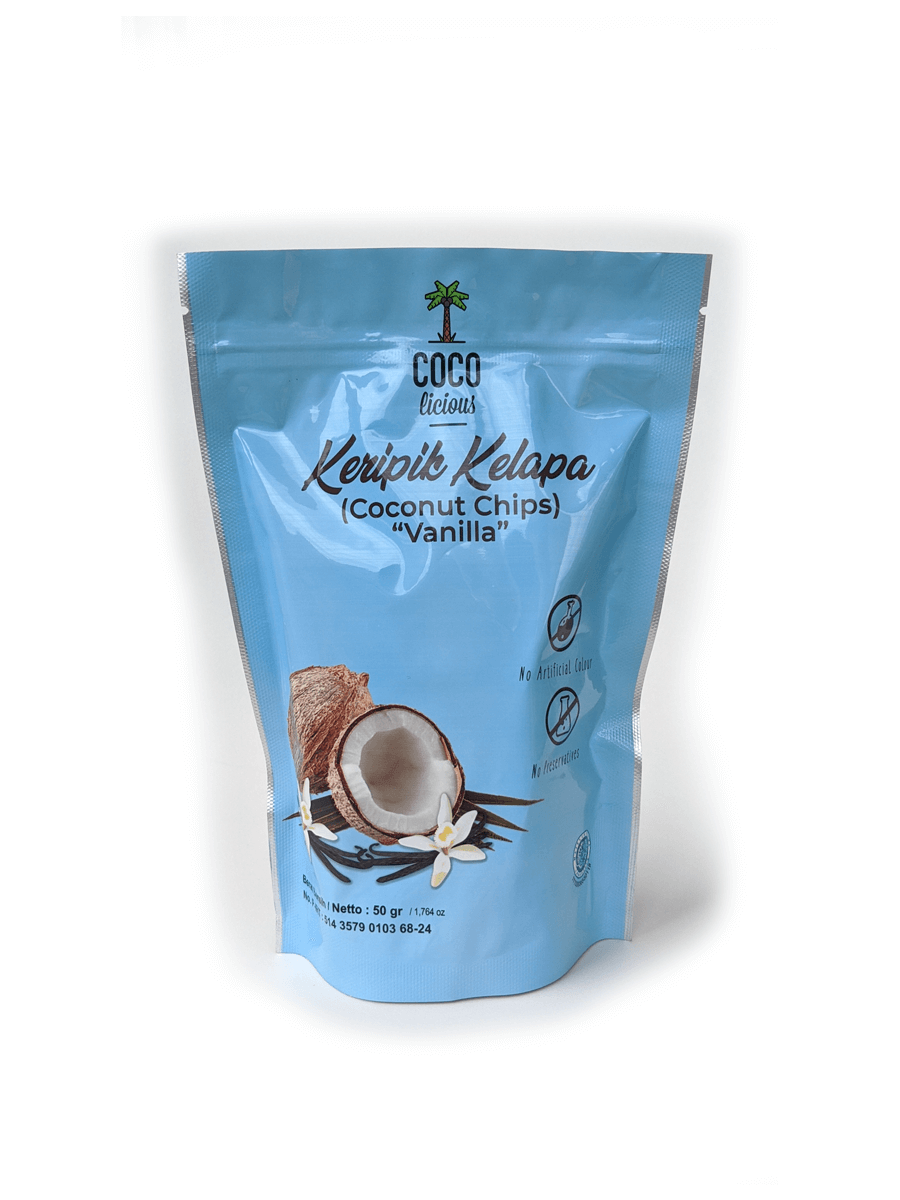 COCO
licious
Keripik Kelapa
(Coconut Chips)
“Vanilla”
No Artificial Colour
No Preservatives
/ Netto : 50 gr / 1,764 oz
514 3579 0103 68-24